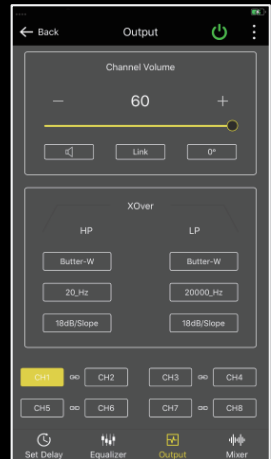 Back Output
Channel Volume
− 60 +
Link 0°
XOver
HP LP
Butter-W Butter-W
20_Hz 20000_Hz
18dB/Slope 18dB/Slope
CH1 CH2 CH3 CH4
CH5 CH6 CH7 CH8
Set Delay Equalizer Output Mixer